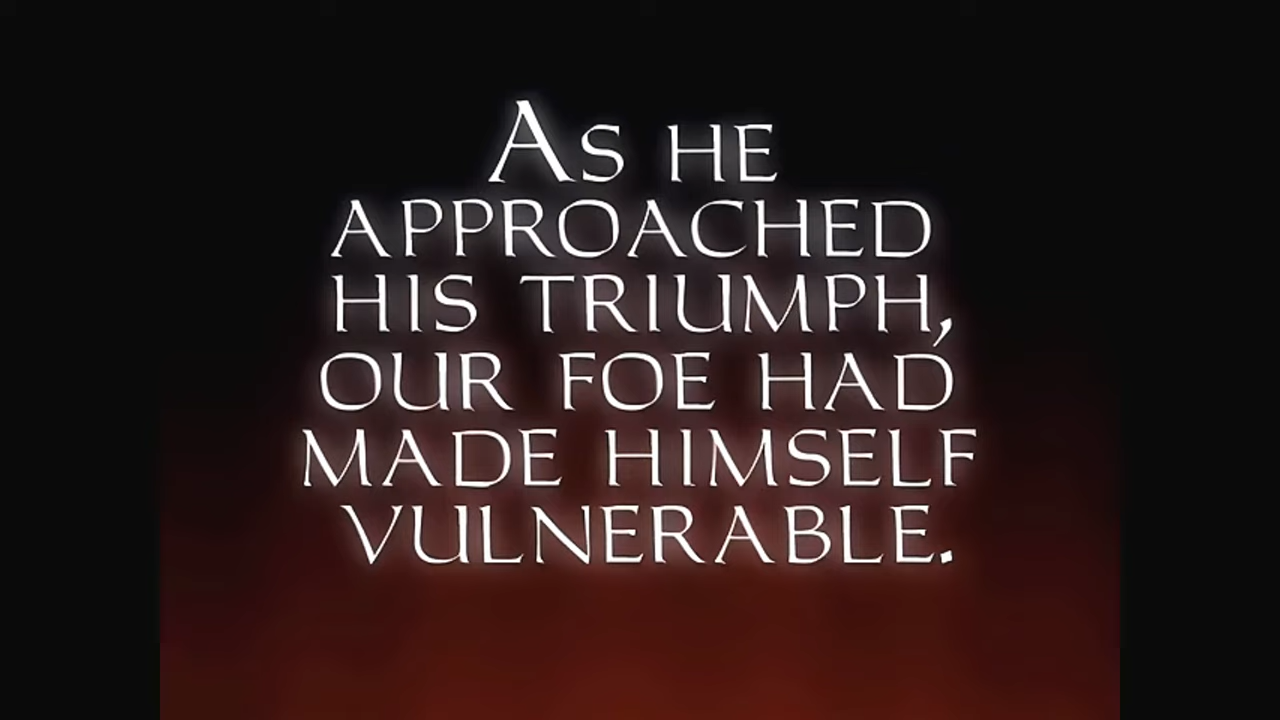 As he
approached
his triumph,
our foe had
made himself
vulnerable.